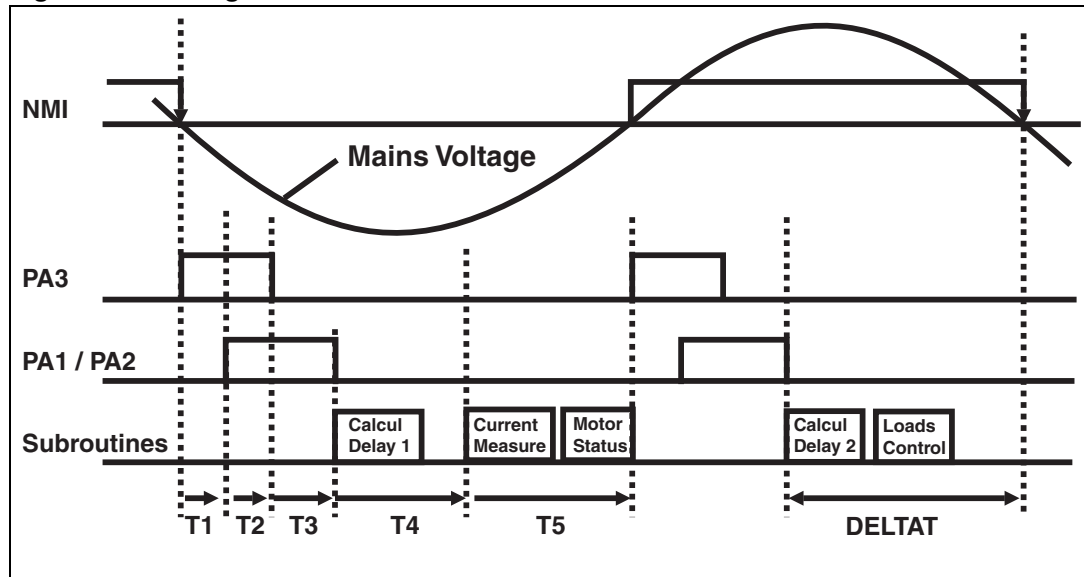 NMI
Mains Voltage
PA3
PA1 / PA2
Subroutines
Calcul
Delay 1
Current
Measure
Motor
Status
Calcul
Delay 2
Loads
Control
T1
T2
T3
T4
T5
DELTAT